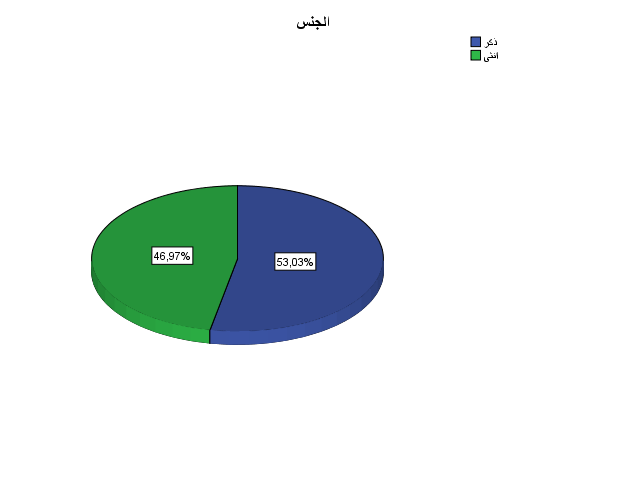 الجنس
ذكر
انثى
46,97%
53,03%